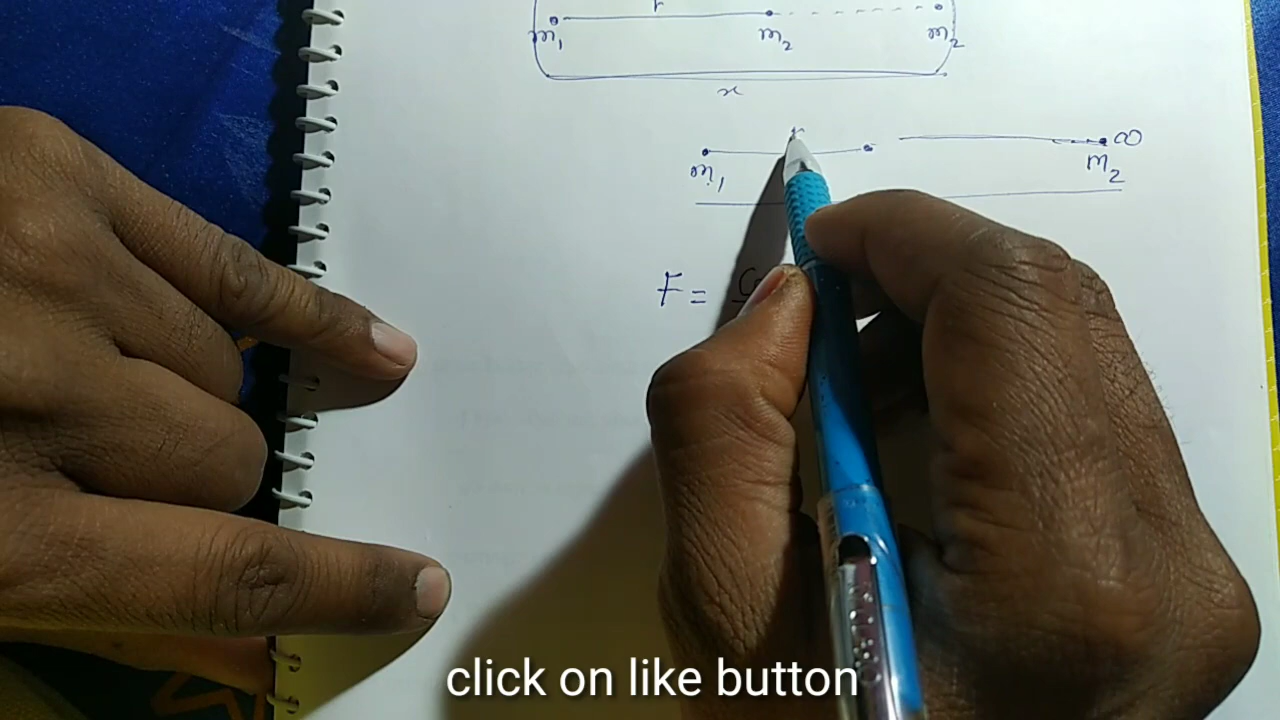 r
m₁ m₂ m₂
x
r
m₁ m₂ ∞
F = G
click on like button